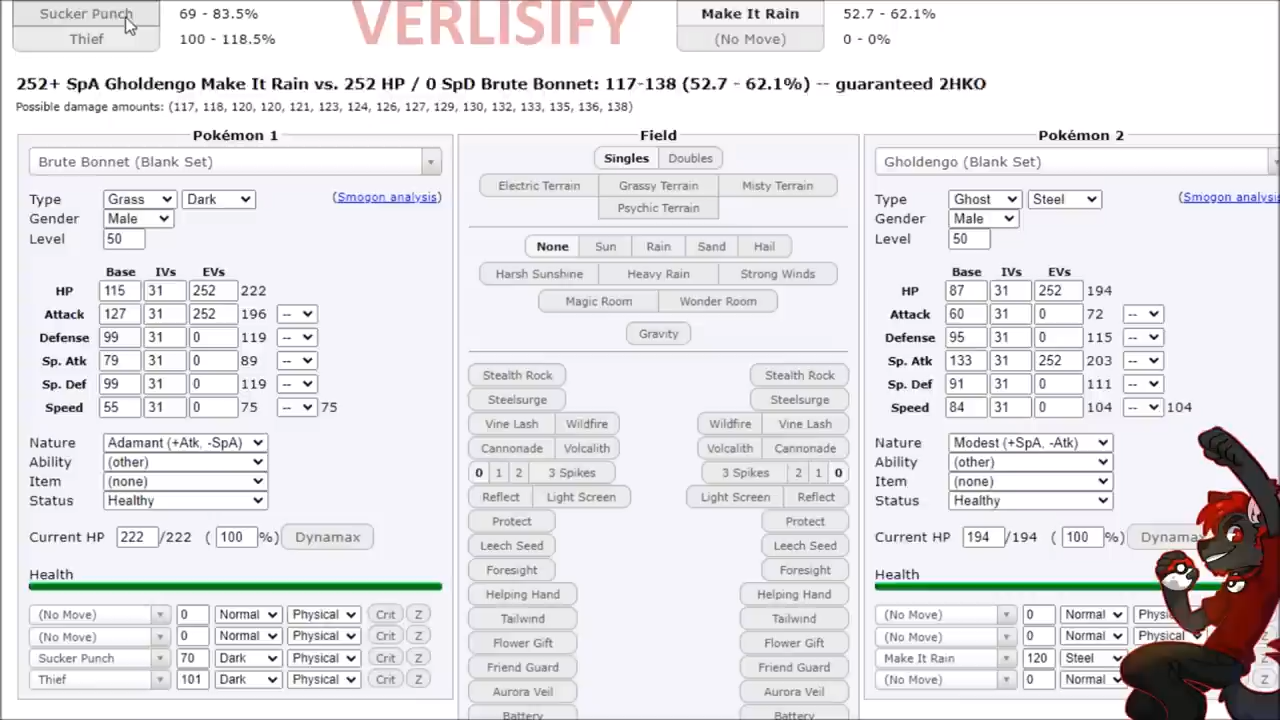 Sucker Punch 69 - 83.5% VERLISIFY Make It Rain 52.7 - 62.1%
Thief 100 - 118.5% (No Move) 0 - 0%
252+ SpA Gholdengo Make It Rain vs. 252 HP / 0 SpD Brute Bonnet: 117-138 (52.7 - 62.1%) -- guaranteed 2HKO
Possible damage amounts: (117, 118, 120, 120, 121, 123, 124, 126, 127, 129, 130, 132, 133, 135, 136, 138)
Pokémon 1
Brute Bonnet (Blank Set)
Type Grass Dark (Smogon analysis)
Gender Male
Level 50
Base IVs EVs
HP 115 31 252 222
Attack 127 31 252 196 --
Defense 99 31 0 119 --
Sp. Atk 79 31 0 89 --
Sp. Def 99 31 0 119 --
Speed 55 31 0 75 -- 75
Nature Adamant (+Atk, -SpA)
Ability (other)
Item (none)
Status Healthy
Current HP 222 /222 ( 100 %) Dynamax
Health
(No Move) 0 Normal Physical Crit Z
(No Move) 0 Normal Physical Crit Z
Sucker Punch 70 Dark Physical Crit Z
Thief 101 Dark Physical Crit Z
Field
Singles Doubles
Electric Terrain Grassy Terrain Misty Terrain
Psychic Terrain
None Sun Rain Sand Hail
Harsh Sunshine Heavy Rain Strong Winds
Magic Room Wonder Room
Gravity
Stealth Rock Stealth Rock
Steelsurge Steelsurge
Vine Lash Wildfire Wildfire Vine Lash
Cannonade Volcalith Volcalith Cannonade
0 1 2 3 Spikes 3 Spikes 2 1 0
Reflect Light Screen Light Screen Reflect
Protect Protect
Leech Seed Leech Seed
Foresight Foresight
Helping Hand Helping Hand
Tailwind Tailwind
Flower Gift Flower Gift
Friend Guard Friend Guard
Aurora Veil Aurora Veil
Battery Battery
Pokémon 2
Gholdengo (Blank Set)
Type Ghost Steel (Smogon analysis
Gender Male
Level 50
Base IVs EVs
HP 87 31 252 194
Attack 60 31 0 72 --
Defense 95 31 0 115 --
Sp. Atk 133 31 252 203 --
Sp. Def 91 31 0 111 --
Speed 84 31 0 104 -- 104
Nature Modest (+SpA, -Atk)
Ability (other)
Item (none)
Status Healthy
Current HP 194 /194 ( 100 %) Dynamax
Health
(No Move) 0 Normal Physi
(No Move) 0 Normal Physical
Make It Rain 120 Steel
(No Move) 0 Normal Z